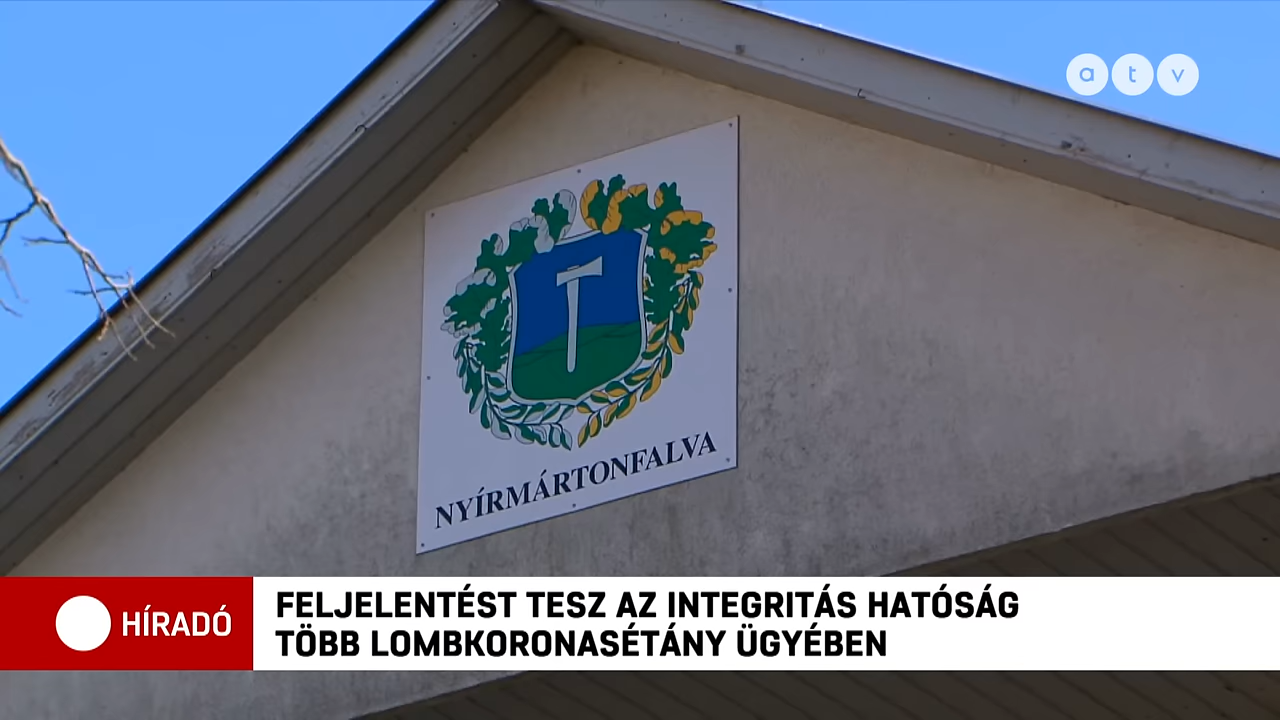 atv
NYÍRMÁRTONFALVA
HÍRADÓ
FELJELENTÉST TESZ AZ INTEGRITÁS HATÓSÁG
TÖBB LOMBKORONASÉTÁNY ÜGYÉBEN